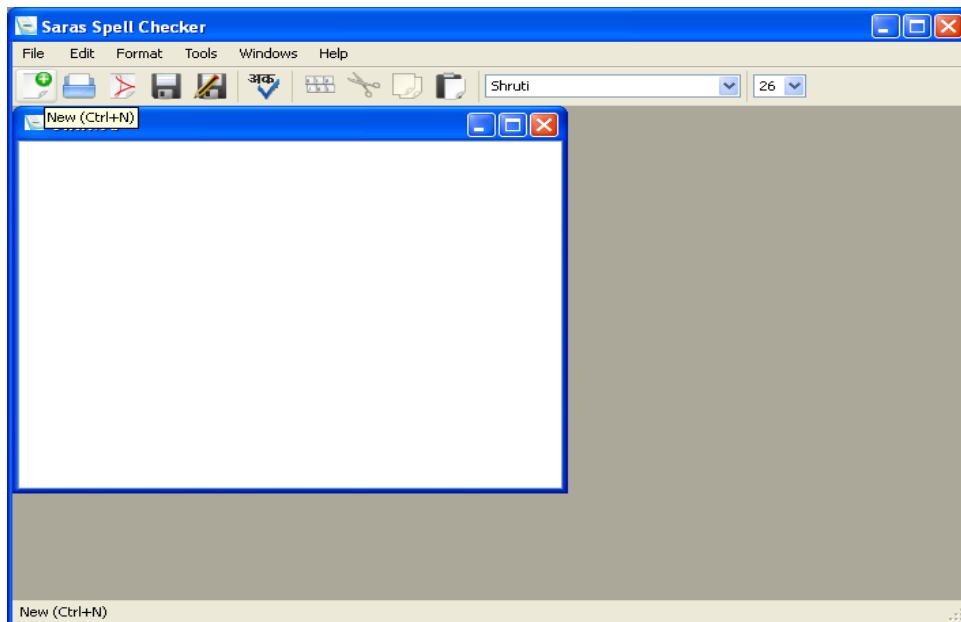 Saras Spell Checker
File Edit Format Tools Windows Help
अक Shruti 26
New (Ctrl+N)
New (Ctrl+N)